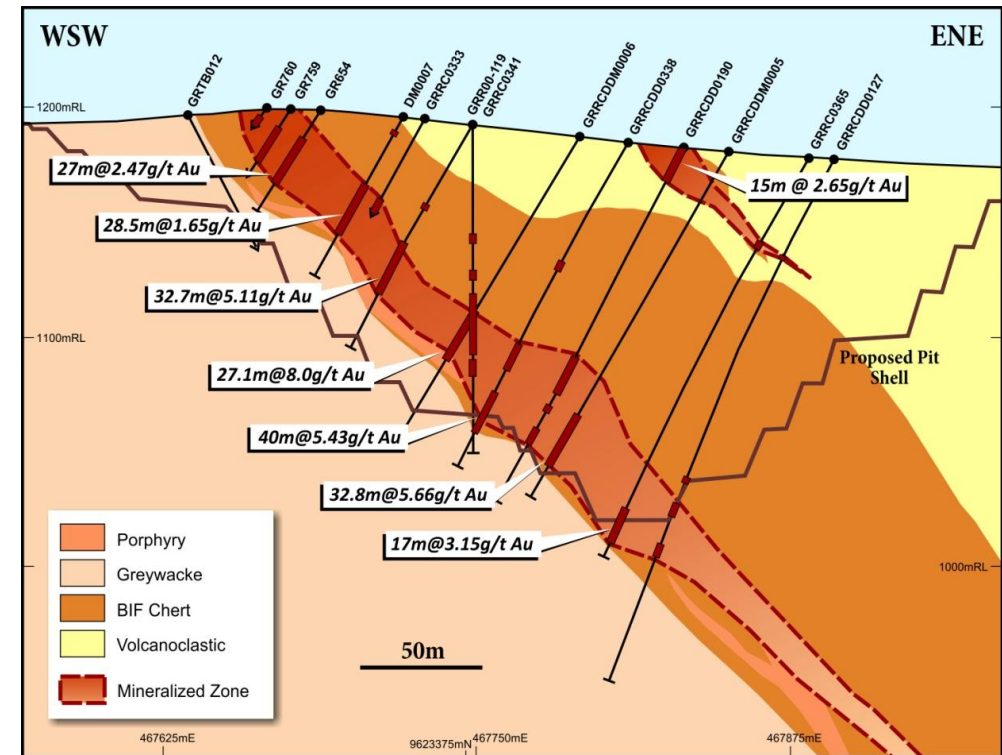 WSW
ENE
GRTB012
GR760
GR759
GR654
DM0007
GRRC0333
GRR00-119
GRRC0341
GRRCDDM0006
GRRCDD0338
GRRCDD0190
GRRCDDM0005
GRRC0365
GRRCDD0127
1200mRL
27m@2.47g/t Au
15m @ 2.65g/t Au
28.5m@1.65g/t Au
32.7m@5.11g/t Au
1100mRL
Proposed Pit
Shell
27.1m@8.0g/t Au
40m@5.43g/t Au
32.8m@5.66g/t Au
17m@3.15g/t Au
1000mRL
Porphyry
Greywacke
BIF Chert
Volcanoclastic
Mineralized Zone
50m
467625mE
9623375mN
467750mE
467875mE